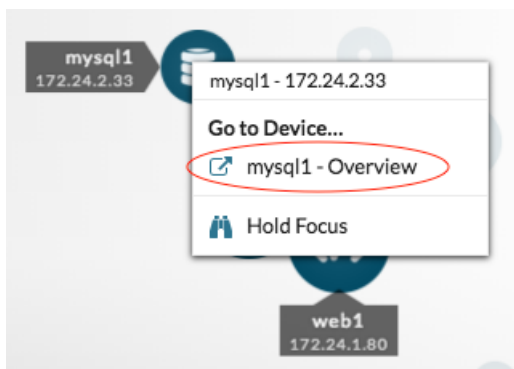 mysql1
172.24.2.33
mysql1 - 172.24.2.33
Go to Device...
mysql1 - Overview
Hold Focus
web1
172.24.1.80